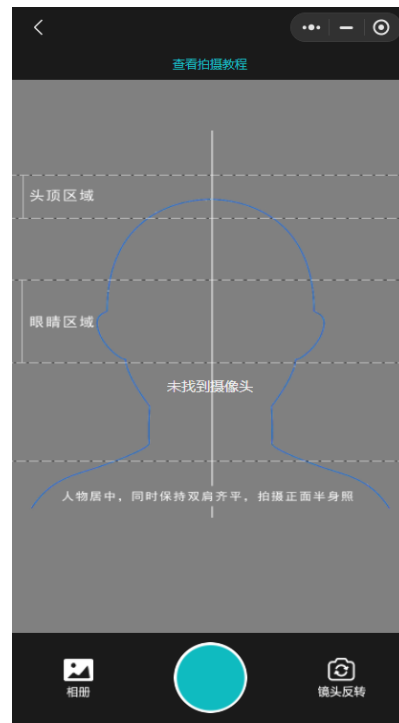 查看拍摄教程
头顶区域
眼睛区域
未找到摄像头
人物居中，同时保持双肩齐平，拍摄正面半身照
相册
镜头反转